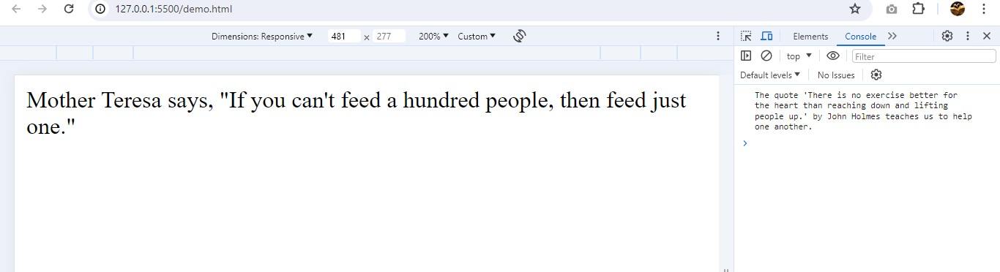 127.0.0.1:5500/demo.html
Dimensions: Responsive 481 x 277 200% Custom
Elements Console
top Filter
Default levels No Issues
Mother Teresa says, "If you can't feed a hundred people, then feed just
one."
The quote 'There is no exercise better for
the heart than reaching down and lifting
people up.' by John Holmes teaches us to help
one another.